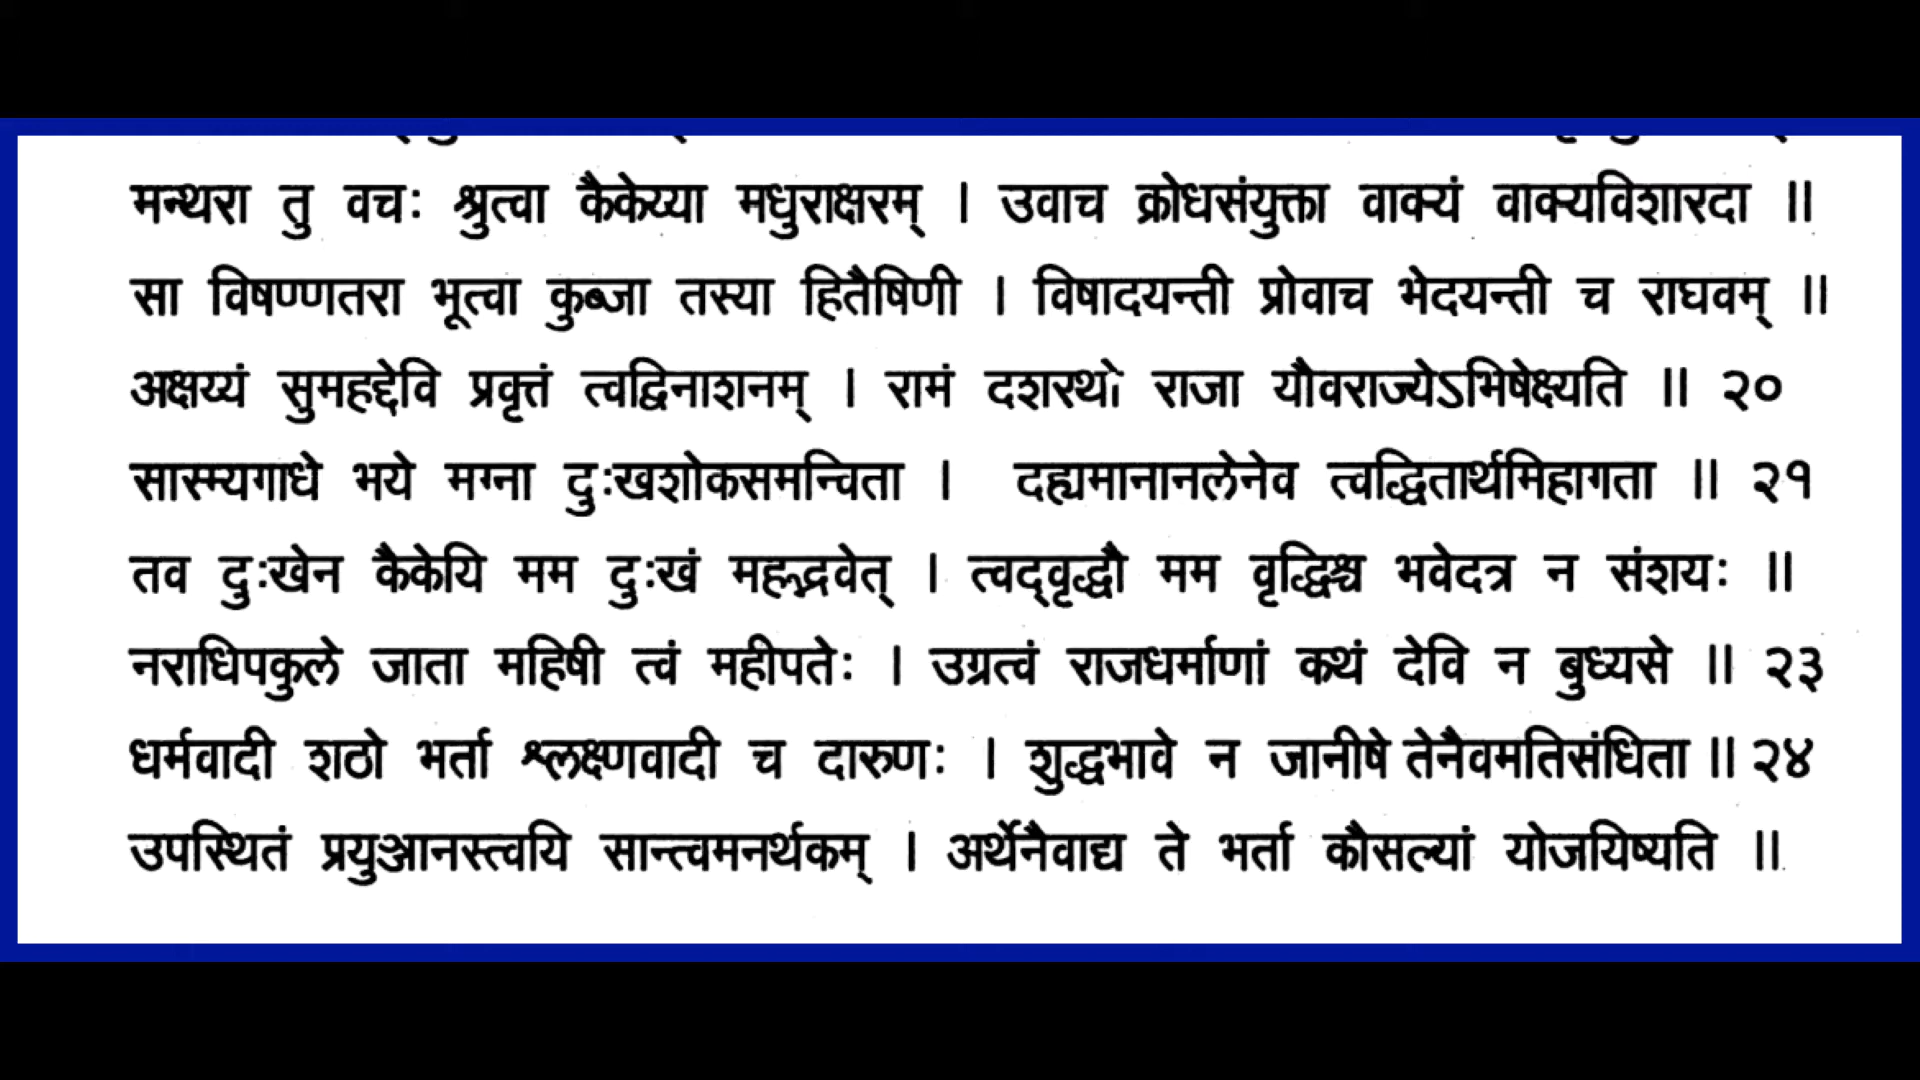 मन्थरा तु वचः श्रुत्वा कैकेय्या मधुराक्षरम् । उवाच क्रोधसंयुक्ता वाक्यं वाक्यविशारदा ॥
सा विषण्णतरा भूत्वा कुब्जा तस्या हितैषिणी । विषादयन्ती प्रोवाच भेदयन्ती च राघवम् ॥
अक्षय्यं सुमहद्देवि प्रवृत्तं त्वद्विनाशनम् । रामं दशरथो राजा यौवराज्येऽभिषेक्ष्यति ॥ २०
सास्म्यगाधे भये मग्ना दुःखशोकसमन्विता । दह्यमानानलेनेव त्वद्धितार्थमिहागता ॥ २१
तव दुःखेन कैकेयि मम दुःखं महद्भवेत् । त्वद्वृद्धौ मम वृद्धिश्च भवेदत्र न संशयः ॥
नराधिपकुले जाता महिषी त्वं महीपतेः । उग्रत्वं राजधर्माणां कथं देवि न बुध्यसे ॥ २३
धर्मवादी शठो भर्ता श्लक्ष्णवादी च दारुणः । शुद्धभावे न जानीषे तेनैवमतिसंधिता ॥ २४
उपस्थितं प्रयुञ्जानस्त्वयि सान्त्वमनर्थकम् । अर्थेनैवाद्य ते भर्ता कौसल्यां योजयिष्यति ॥